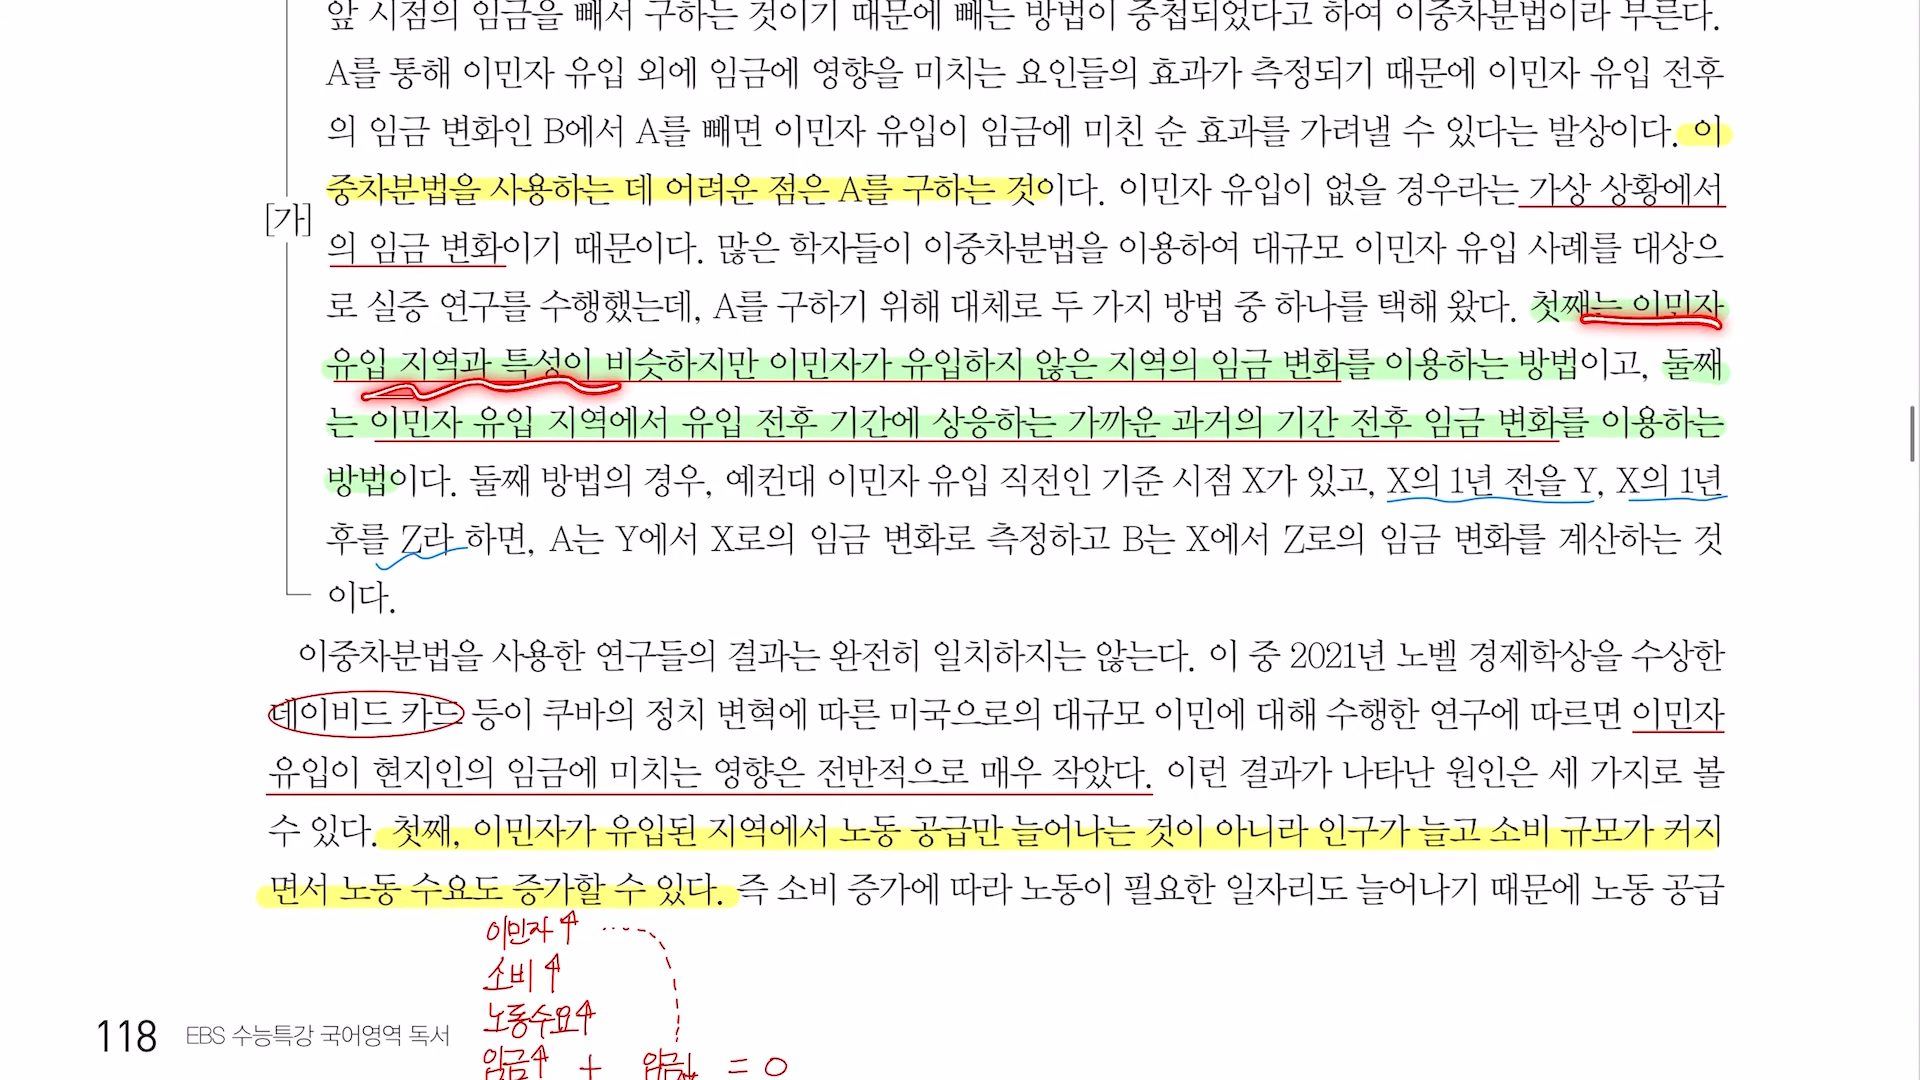 앞 시점의 임금을 빼서 구하는 것이기 때문에 빼는 방법이 중첩되었다고 하여 이중차분법이라 부른다.
A를 통해 이민자 유입 외에 임금에 영향을 미치는 요인들의 효과가 측정되기 때문에 이민자 유입 전후
의 임금 변화인 B에서 A를 빼면 이민자 유입이 임금에 미친 순 효과를 가려낼 수 있다는 발상이다. 이
중차분법을 사용하는 데 어려운 점은 A를 구하는 것이다. 이민자 유입이 없을 경우라는 가상 상황에서
[가]
의 임금 변화이기 때문이다. 많은 학자들이 이중차분법을 이용하여 대규모 이민자 유입 사례를 대상으
로 실증 연구를 수행했는데, A를 구하기 위해 대체로 두 가지 방법 중 하나를 택해 왔다. 첫째는 이민자
유입 지역과 특성이 비슷하지만 이민자가 유입하지 않은 지역의 임금 변화를 이용하는 방법이고, 둘째
는 이민자 유입 지역에서 유입 전후 기간에 상응하는 가까운 과거의 기간 전후 임금 변화를 이용하는
방법이다. 둘째 방법의 경우, 예컨대 이민자 유입 직전인 기준 시점 X가 있고, X의 1년 전을 Y, X의 1년
후를 Z라 하면, A는 Y에서 X로의 임금 변화로 측정하고 B는 X에서 Z로의 임금 변화를 계산하는 것
이다.
이중차분법을 사용한 연구들의 결과는 완전히 일치하지는 않는다. 이 중 2021년 노벨 경제학상을 수상한
데이비드 카드 등이 쿠바의 정치 변혁에 따른 미국으로의 대규모 이민에 대해 수행한 연구에 따르면 이민자
유입이 현지인의 임금에 미치는 영향은 전반적으로 매우 작았다. 이런 결과가 나타난 원인은 세 가지로 볼
수 있다. 첫째, 이민자가 유입된 지역에서 노동 공급만 늘어나는 것이 아니라 인구가 늘고 소비 규모가 커지
면서 노동 수요도 증가할 수 있다. 즉 소비 증가에 따라 노동이 필요한 일자리도 늘어나기 때문에 노동 공급
이민자↑
소비↑
노동수요↑
임금↑ + 임금↓ = 0
118 EBS 수능특강 국어영역 독서